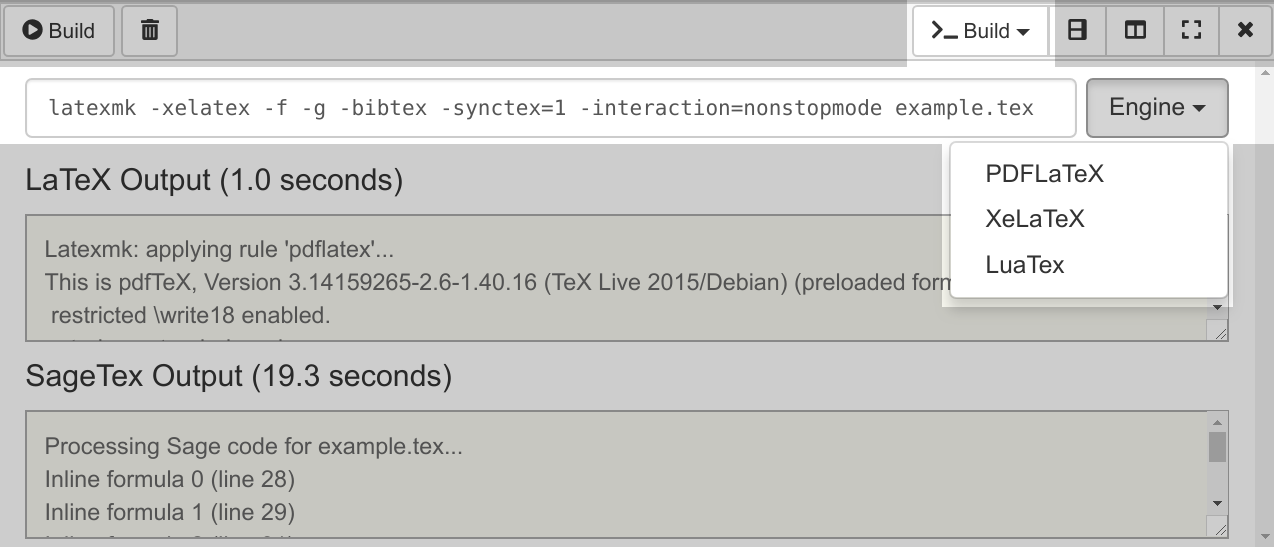 Build
Build
latexmk -xelatex -f -g -bibtex -synctex=1 -interaction=nonstopmode example.tex
Engine
PDFLaTeX
XeLaTeX
LuaTex
LaTeX Output (1.0 seconds)
Latexmk: applying rule 'pdflatex'...
This is pdfTeX, Version 3.14159265-2.6-1.40.16 (TeX Live 2015/Debian) (preloaded
restricted \write18 enabled.
SageTex Output (19.3 seconds)
Processing Sage code for example.tex...
Inline formula 0 (line 28)
Inline formula 1 (line 29)